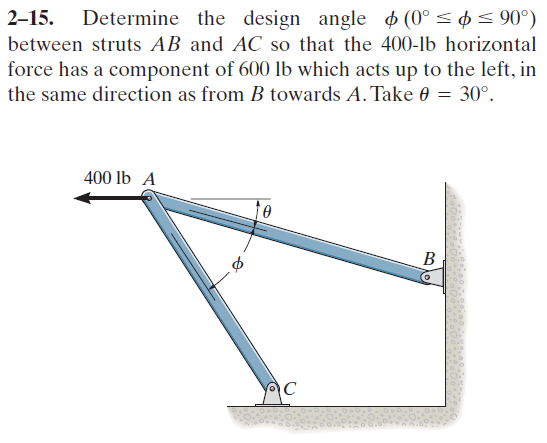 2–15. Determine the design angle ϕ (0° ≤ ϕ ≤ 90°)
between struts AB and AC so that the 400-lb horizontal
force has a component of 600 lb which acts up to the left, in
the same direction as from B towards A. Take θ = 30°.
400 lb A
θ
ϕ
B
C